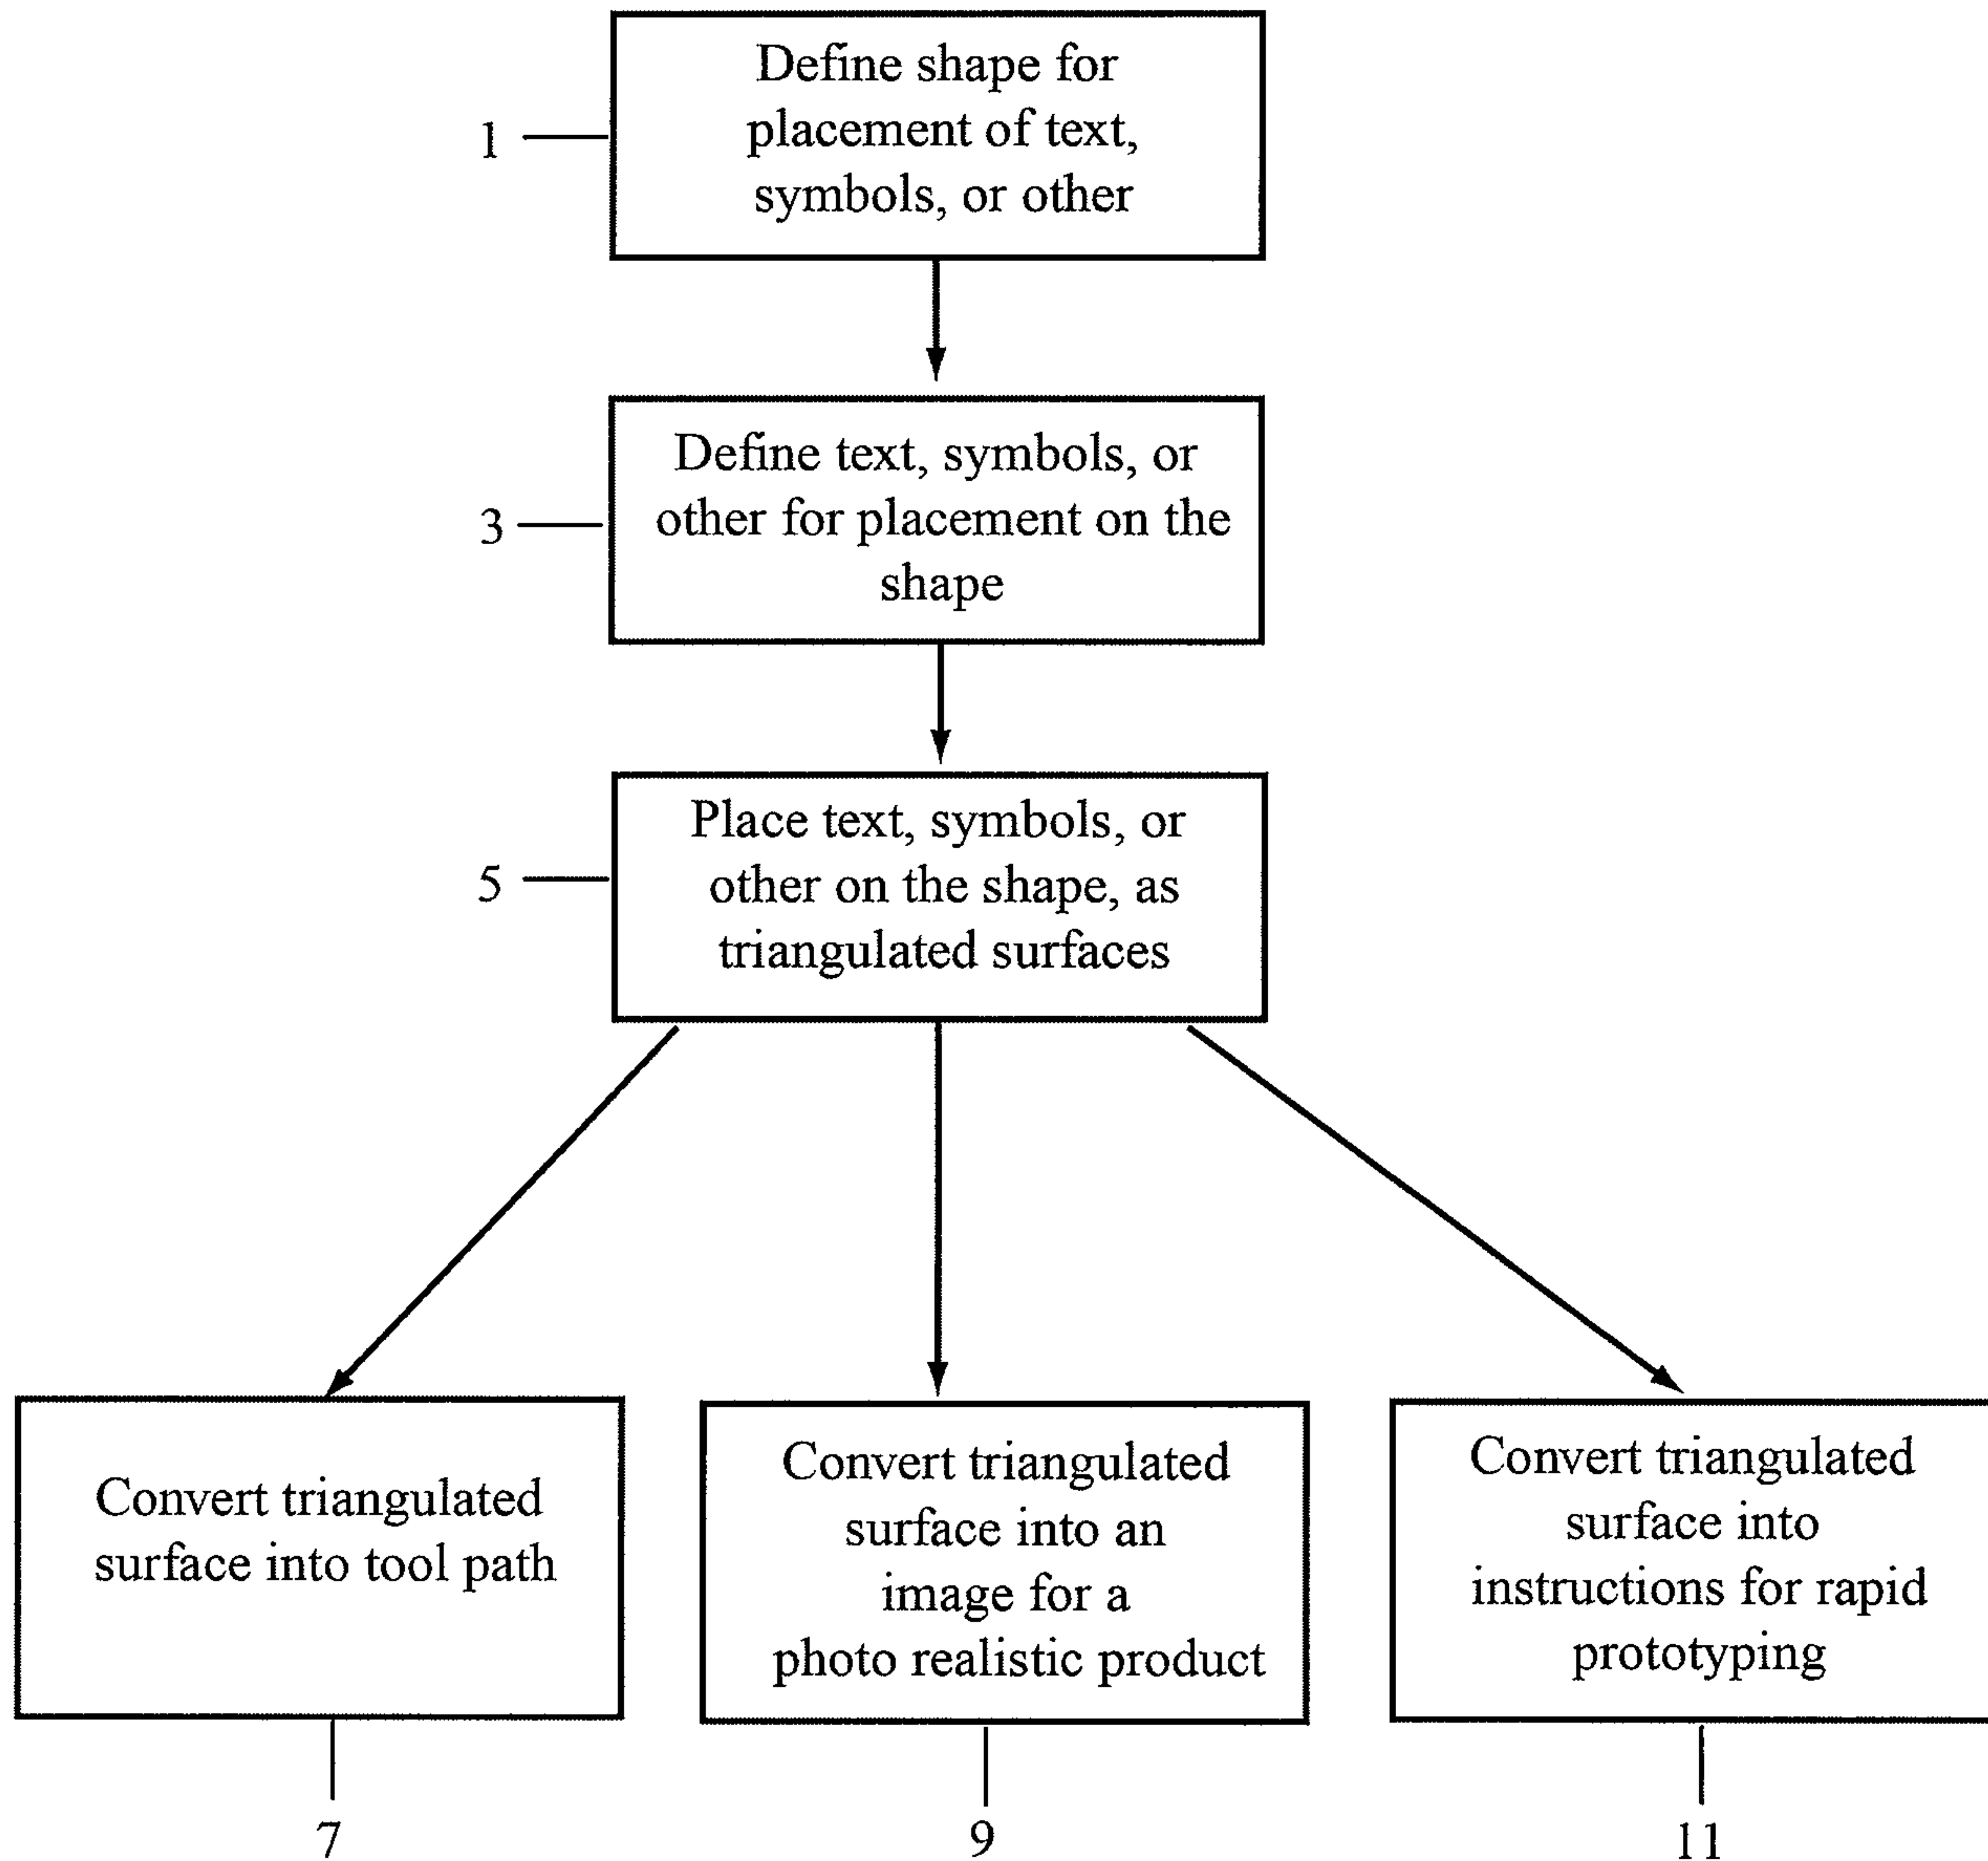 Define shape for
placement of text,
symbols, or other
1
Define text, symbols, or
other for placement on the
shape
3
Place text, symbols, or
other on the shape, as
triangulated surfaces
5
Convert triangulated
surface into tool path
7
Convert triangulated
surface into an
image for a
photo realistic product
9
Convert triangulated
surface into
instructions for rapid
prototyping
11